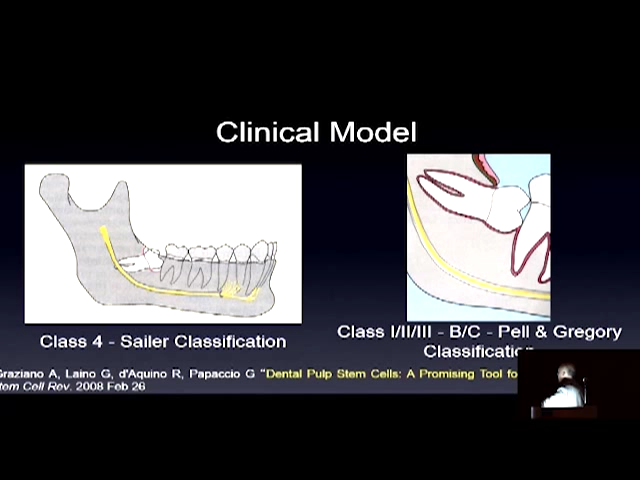 Clinical Model
Class 4 - Sailer Classification
Class I/II/III - B/C - Pell & Gregory
Classification
Graziano A, Laino G, d'Aquino R, Papaccio G "Dental Pulp Stem Cells: A Promising Tool fo
tem Cell Rev. 2008 Feb 26